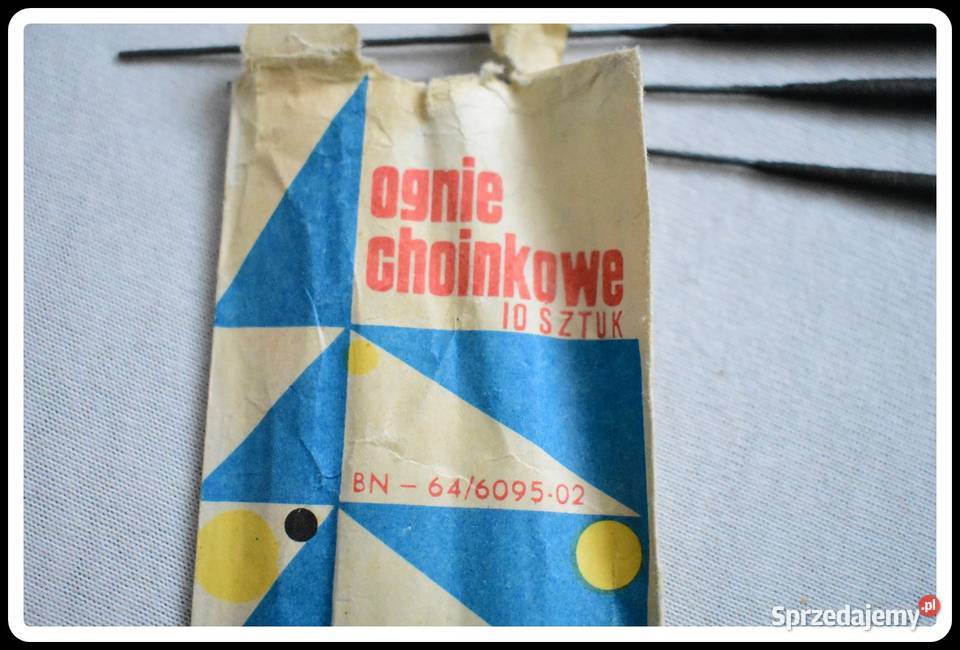 ognie
choinkowe
10 SZTUK
BN – 64/6095-02
Sprzedajemy.pl